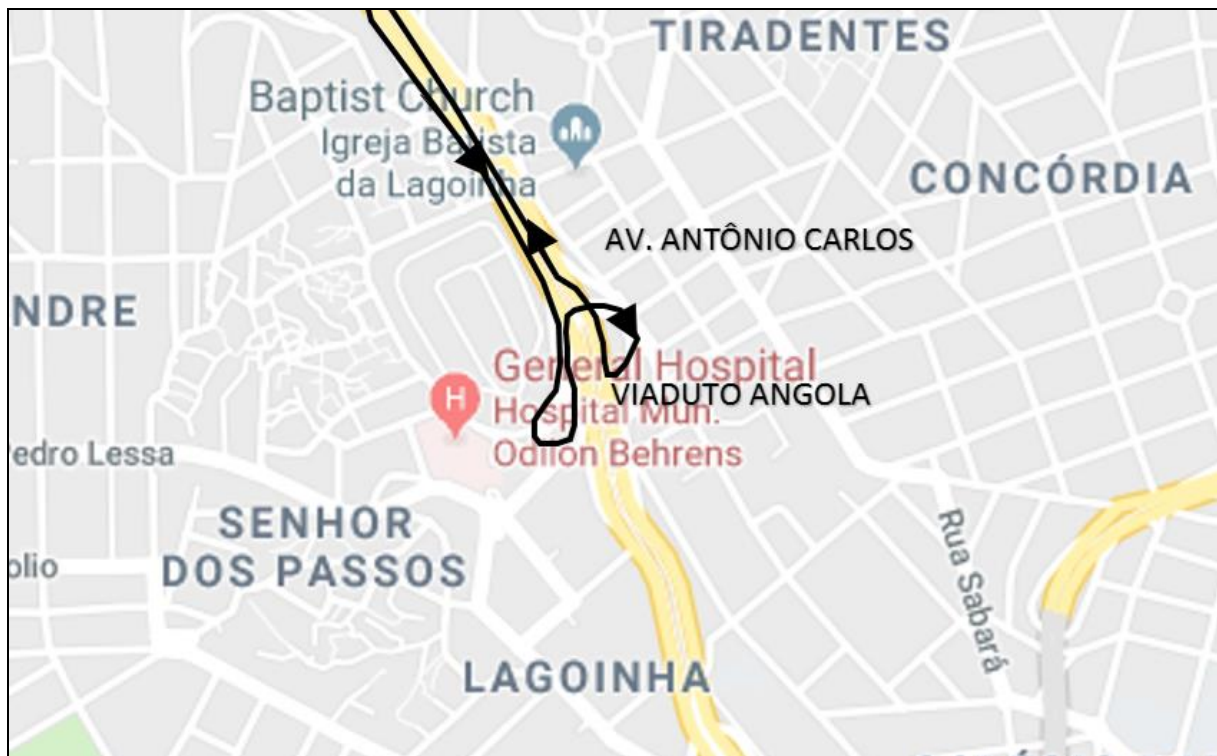 TIRADENTES
Baptist Church
Igreja Batista
da Lagoinha
CONCÓRDIA
AV. ANTÔNIO CARLOS
NDRE
General Hospital
Hospital Mun.
Odilon Behrens
H
VIADUTO ANGOLA
Pedro Lessa
SENHOR
DOS PASSOS
olio
Rua Sabará
LAGOINHA